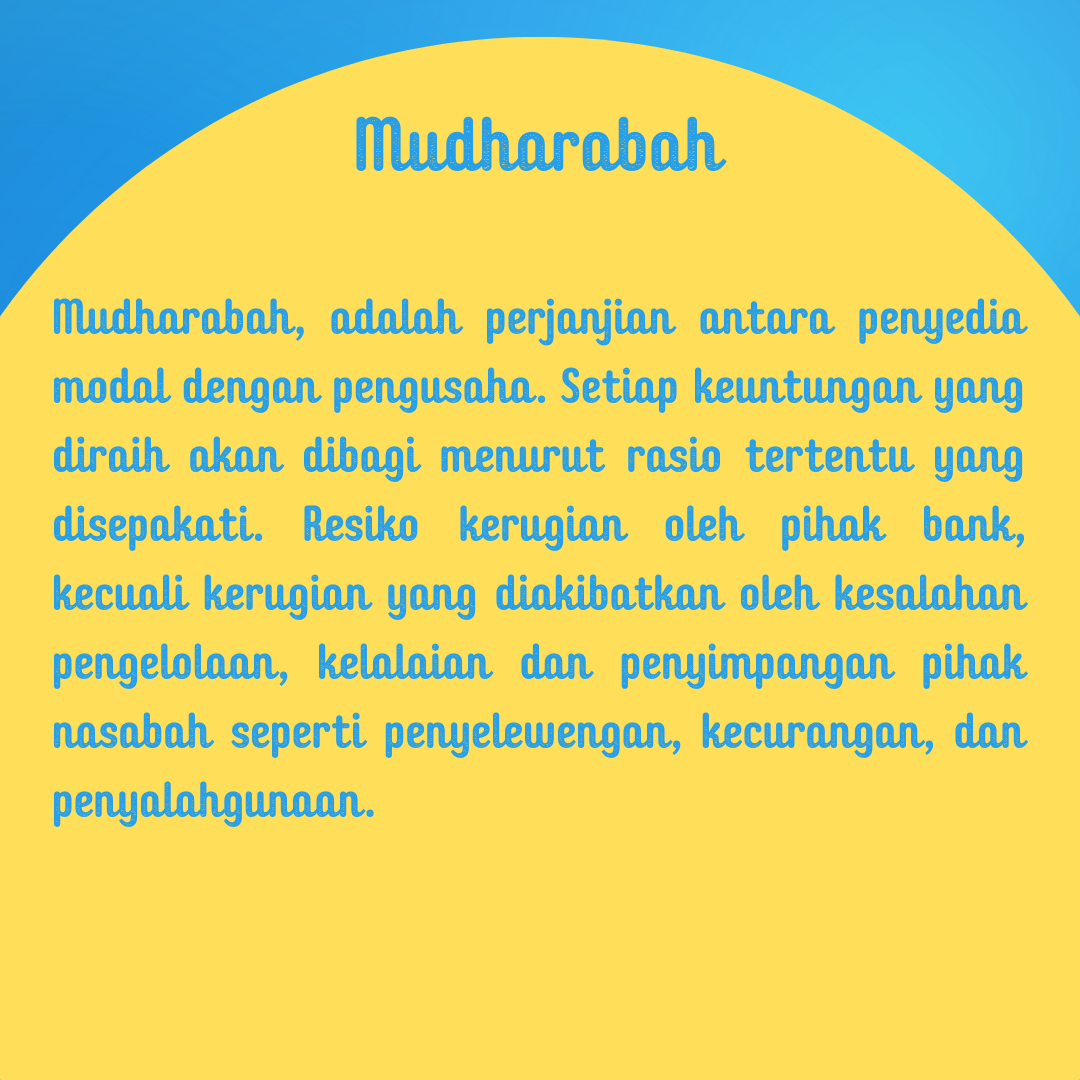 Mudharabah
Mudharabah, adalah perjanjian antara penyedia
modal dengan pengusaha. Setiap keuntungan yang
diraih akan dibagi menurut rasio tertentu yang
disepakati. Resiko kerugian oleh pihak bank,
kecuali kerugian yang diakibatkan oleh kesalahan
pengelolaan, kelalaian dan penyimpangan pihak
nasabah seperti penyelewengan, kecurangan, dan
penyalahgunaan.